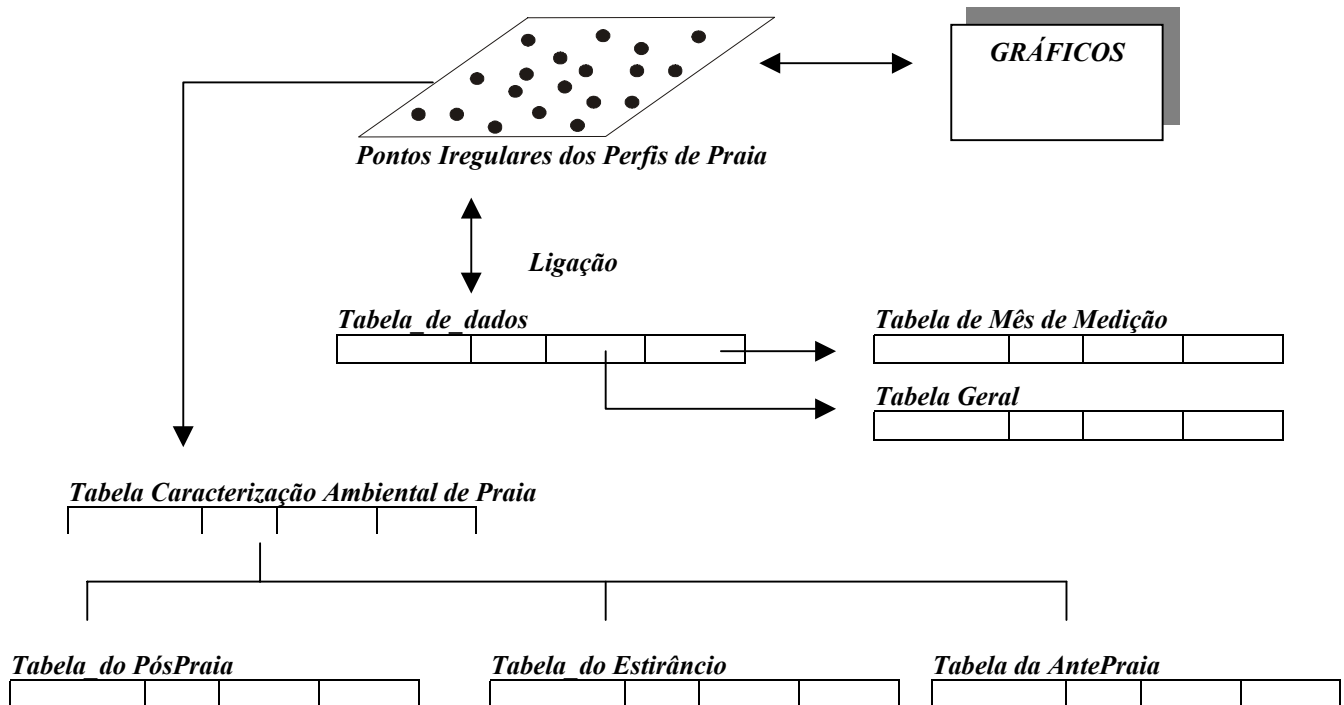 GRÁFICOS
Pontos Iregulares dos Perfis de Praia
Ligação
Tabela_de_dados
Tabela de Mês de Medição
Tabela Geral
Tabela Caracterização Ambiental de Praia
Tabela_do PósPraia
Tabela_do Estirâncio
Tabela da AntePraia